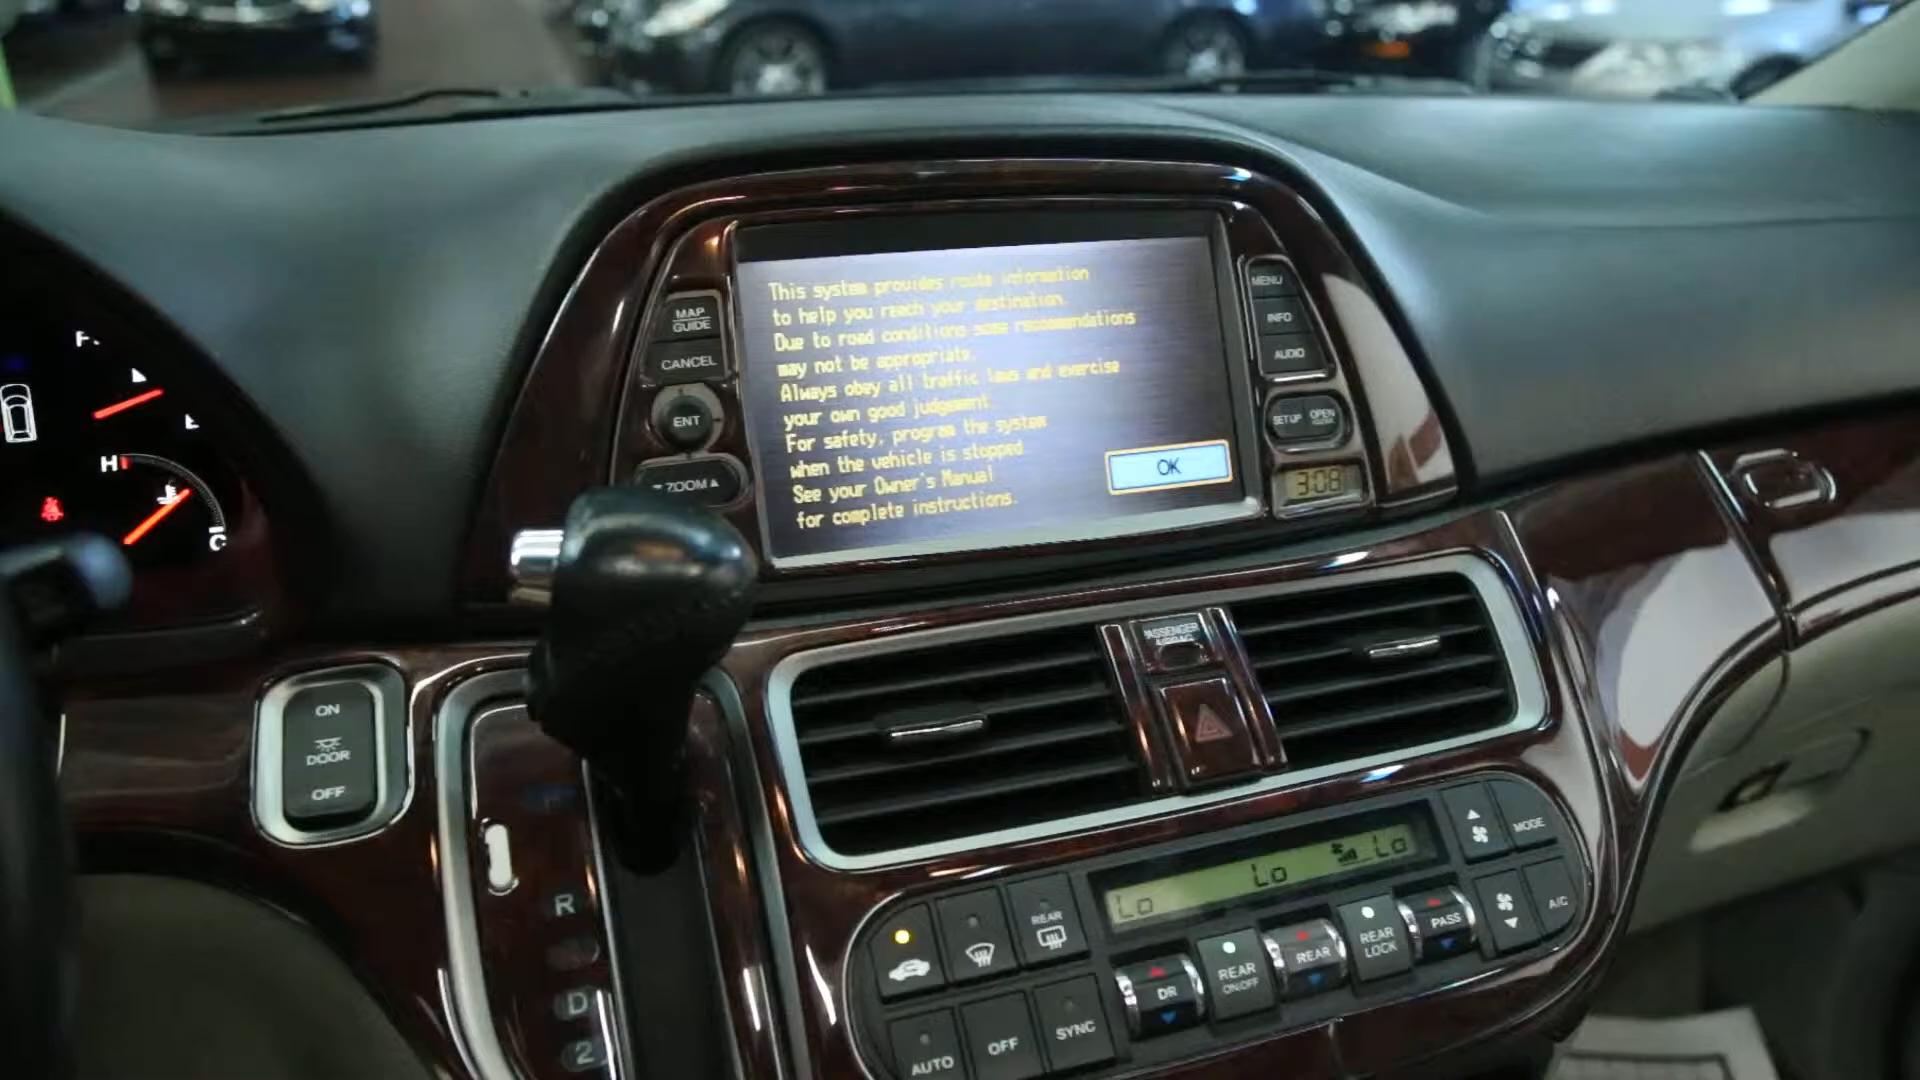 This system provides route information
to help you reach your destination.
Due to road conditions some recommendations
may not be appropriate.
Always obey all traffic laws and exercise
your own good judgement.
For safety, program the system
when the vehicle is stopped.
See your Owner's Manual
for complete instructions.
OK
MAP
GUIDE
CANCEL
ENT
ZOOM
MENU
INFO
AUDIO
SET UP
OPEN
3:08
F
E
H
C
PASSENGER
AIRBAG
ON
DOOR
OFF
R
D
2
Lo
Lo
Lo
MODE
A/C
REAR
DR
REAR
ON/OFF
REAR
REAR
LOCK
PASS
AUTO
OFF
SYNC